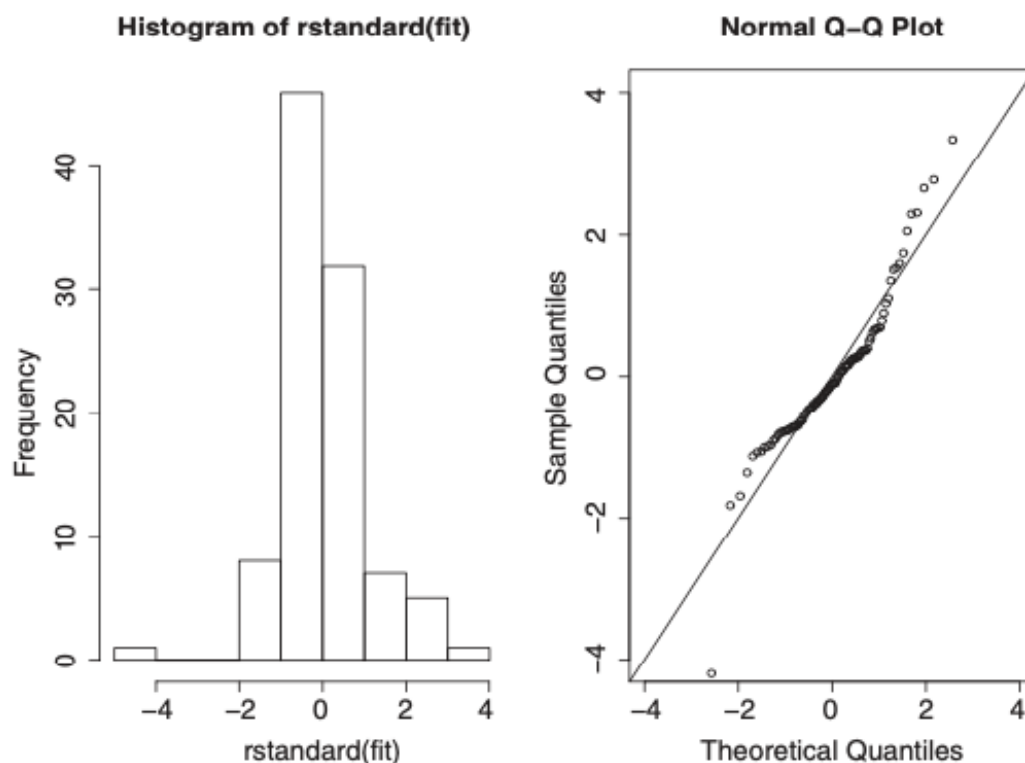 Histogram of rstandard(fit)
Frequency
40
30
20
10
0
−4 −2 0 2 4
rstandard(fit)
Normal Q−Q Plot
Sample Quantiles
4
2
0
−2
−4
−4 −2 0 2 4
Theoretical Quantiles